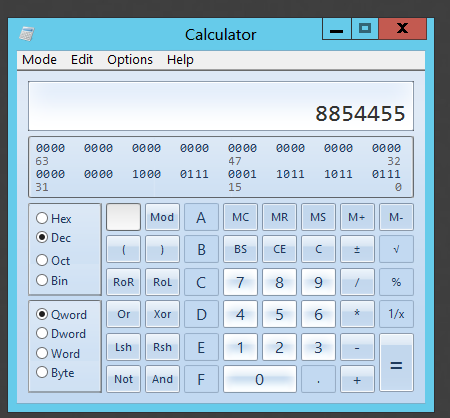 Calculator
Mode Edit Options Help
8854455
0000 0000 0000 0000 0000 0000 0000 0000
63 47 32
0000 0000 1000 0111 0001 1011 1011 0111
31 15 0
Hex Mod A MC MR MS M+ M-
Dec ( ) B BS CE C ± √
Oct
Bin RoR RoL C 7 8 9 / %
Qword Or Xor D 4 5 6 * 1/x
Dword
Word Lsh Rsh E 1 2 3 - =
Byte Not And F 0 . +